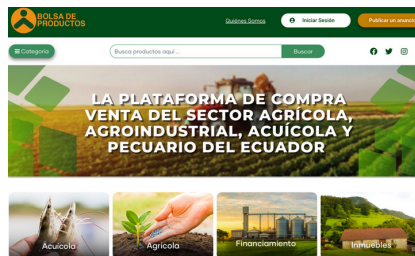 BOLSA DE
PRODUCTOS
Quiénes Somos
Iniciar Sesión
Publicar un anuncio
Categoría
Busca productos aquí ...
Buscar
LA PLATAFORMA DE COMPRA
VENTA DEL SECTOR AGRÍCOLA,
AGROINDUSTRIAL, ACUÍCOLA Y
PECUARIO DEL ECUADOR
Acuícola
Agrícola
Financiamiento
Inmuebles